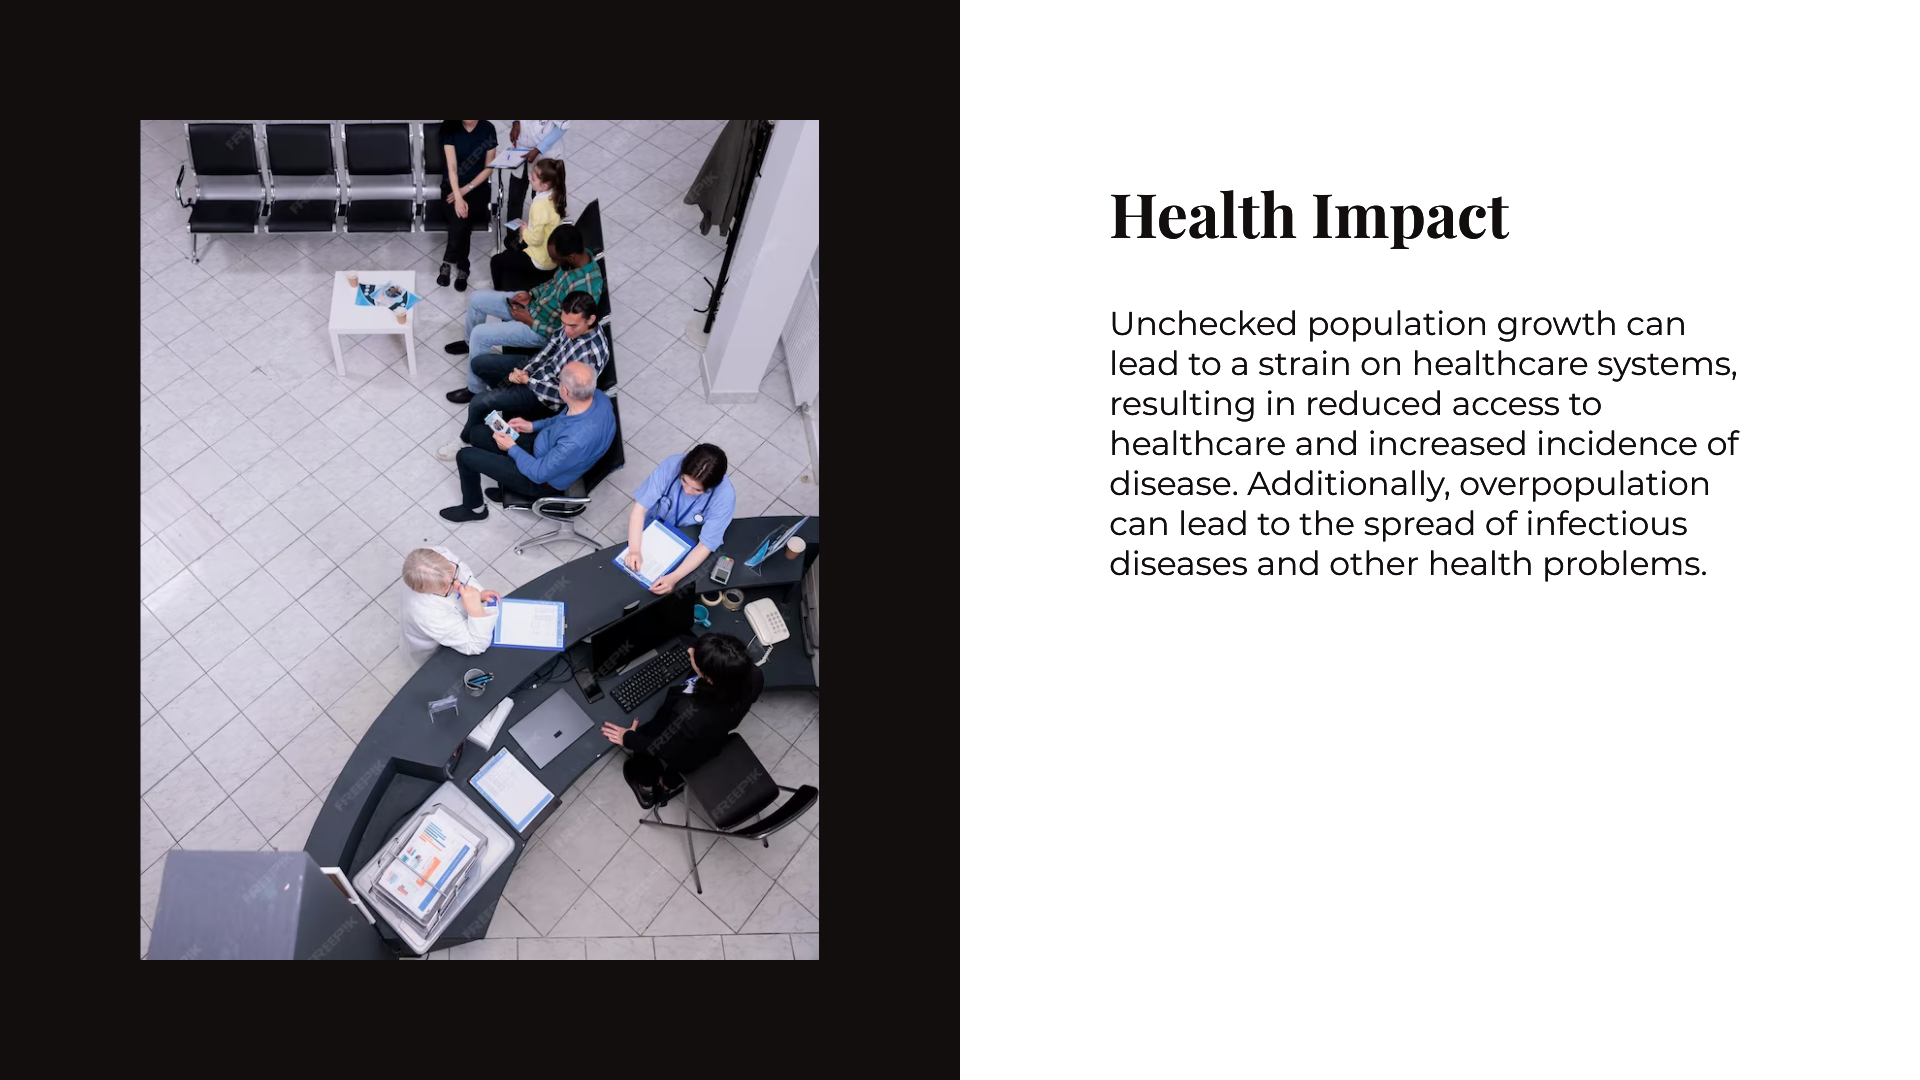 Health Impact
Unchecked population growth can
lead to a strain on healthcare systems,
resulting in reduced access to
healthcare and increased incidence of
disease. Additionally, overpopulation
can lead to the spread of infectious
diseases and other health problems.